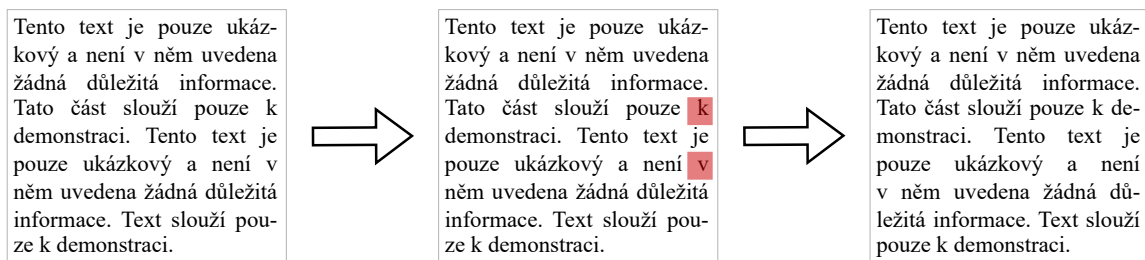 Tento text je pouze ukáz-
kový a není v něm uvedena
žádná důležitá informace.
Tato část slouží pouze k
demonstraci. Tento text je
pouze ukázkový a není v
něm uvedena žádná důležitá
informace. Text slouží pou-
ze k demonstraci.
Tento text je pouze ukáz-
kový a není v něm uvedena
žádná důležitá informace.
Tato část slouží pouze k
demonstraci. Tento text je
pouze ukázkový a není v
něm uvedena žádná důležitá
informace. Text slouží pou-
ze k demonstraci.
Tento text je pouze ukáz-
kový a není v něm uvedena
žádná důležitá informace.
Tato část slouží pouze k de-
monstraci. Tento text je
pouze ukázkový a není
v něm uvedena žádná dů-
ležitá informace. Text slouží
pouze k demonstraci.